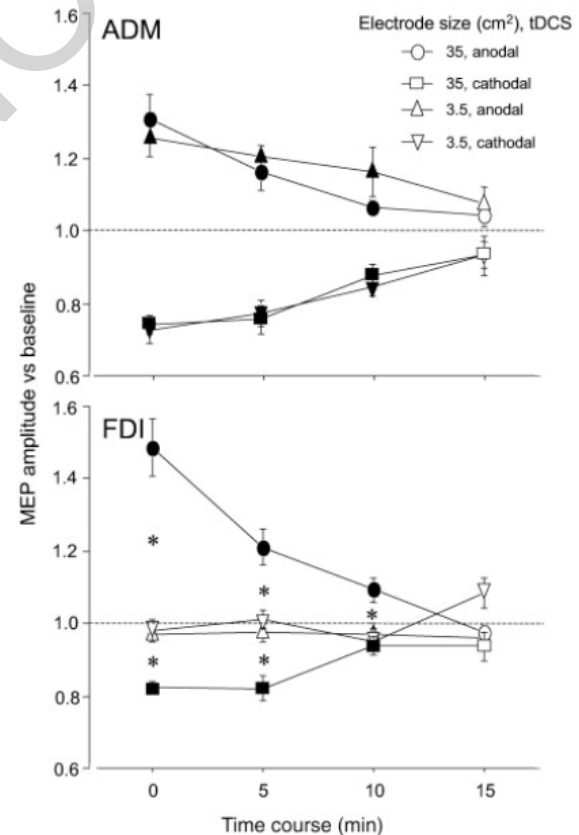 1.6
ADM
Electrode size (cm²), tDCS
35, anodal
35, cathodal
3.5, anodal
3.5, cathodal
1.4
1.2
1.0
0.8
0.6
MEP amplitude vs baseline
1.6
FDI
1.4
1.2
*
*
*
1.0
*
*
0.8
0.6
0 5 10 15
Time course (min)